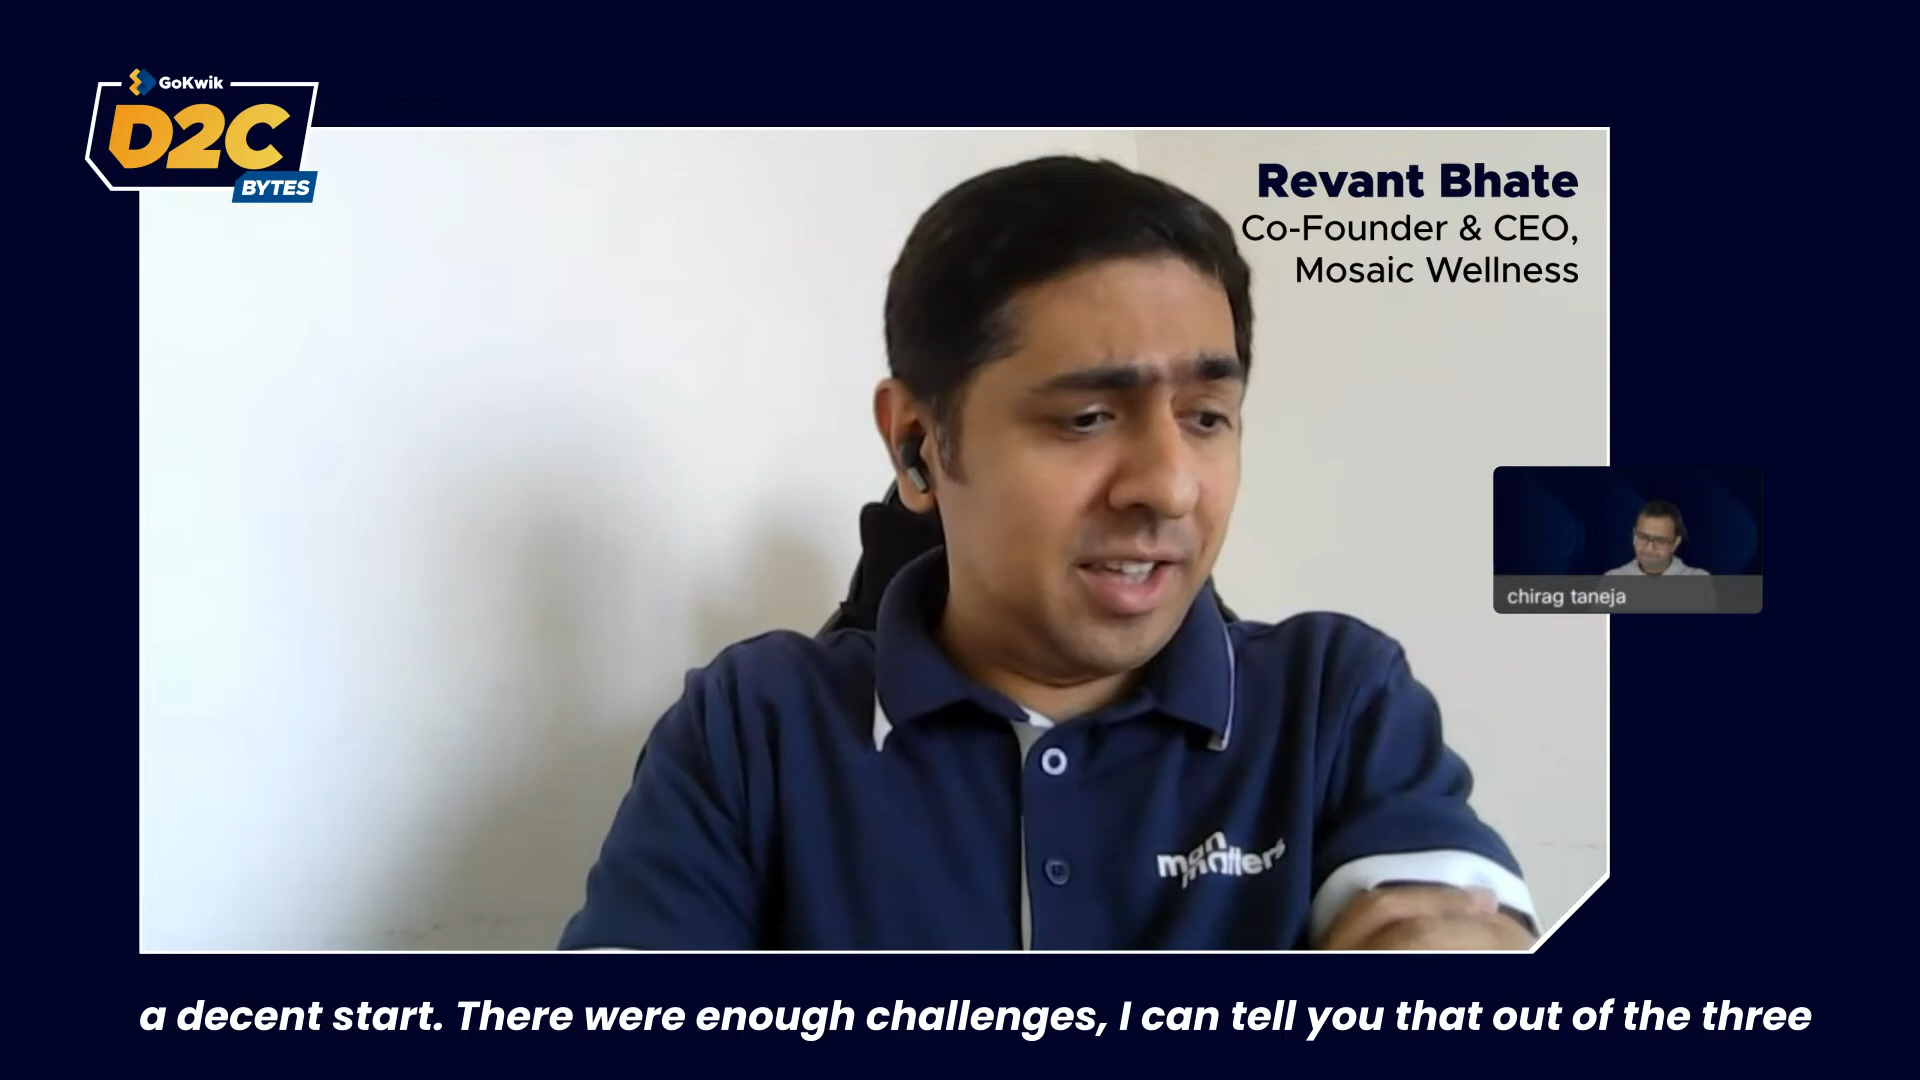 GoKwik
D2C
BYTES
Revant Bhate
Co-Founder & CEO,
Mosaic Wellness
chirag taneja
man
matters
a decent start. There were enough challenges, I can tell you that out of the three